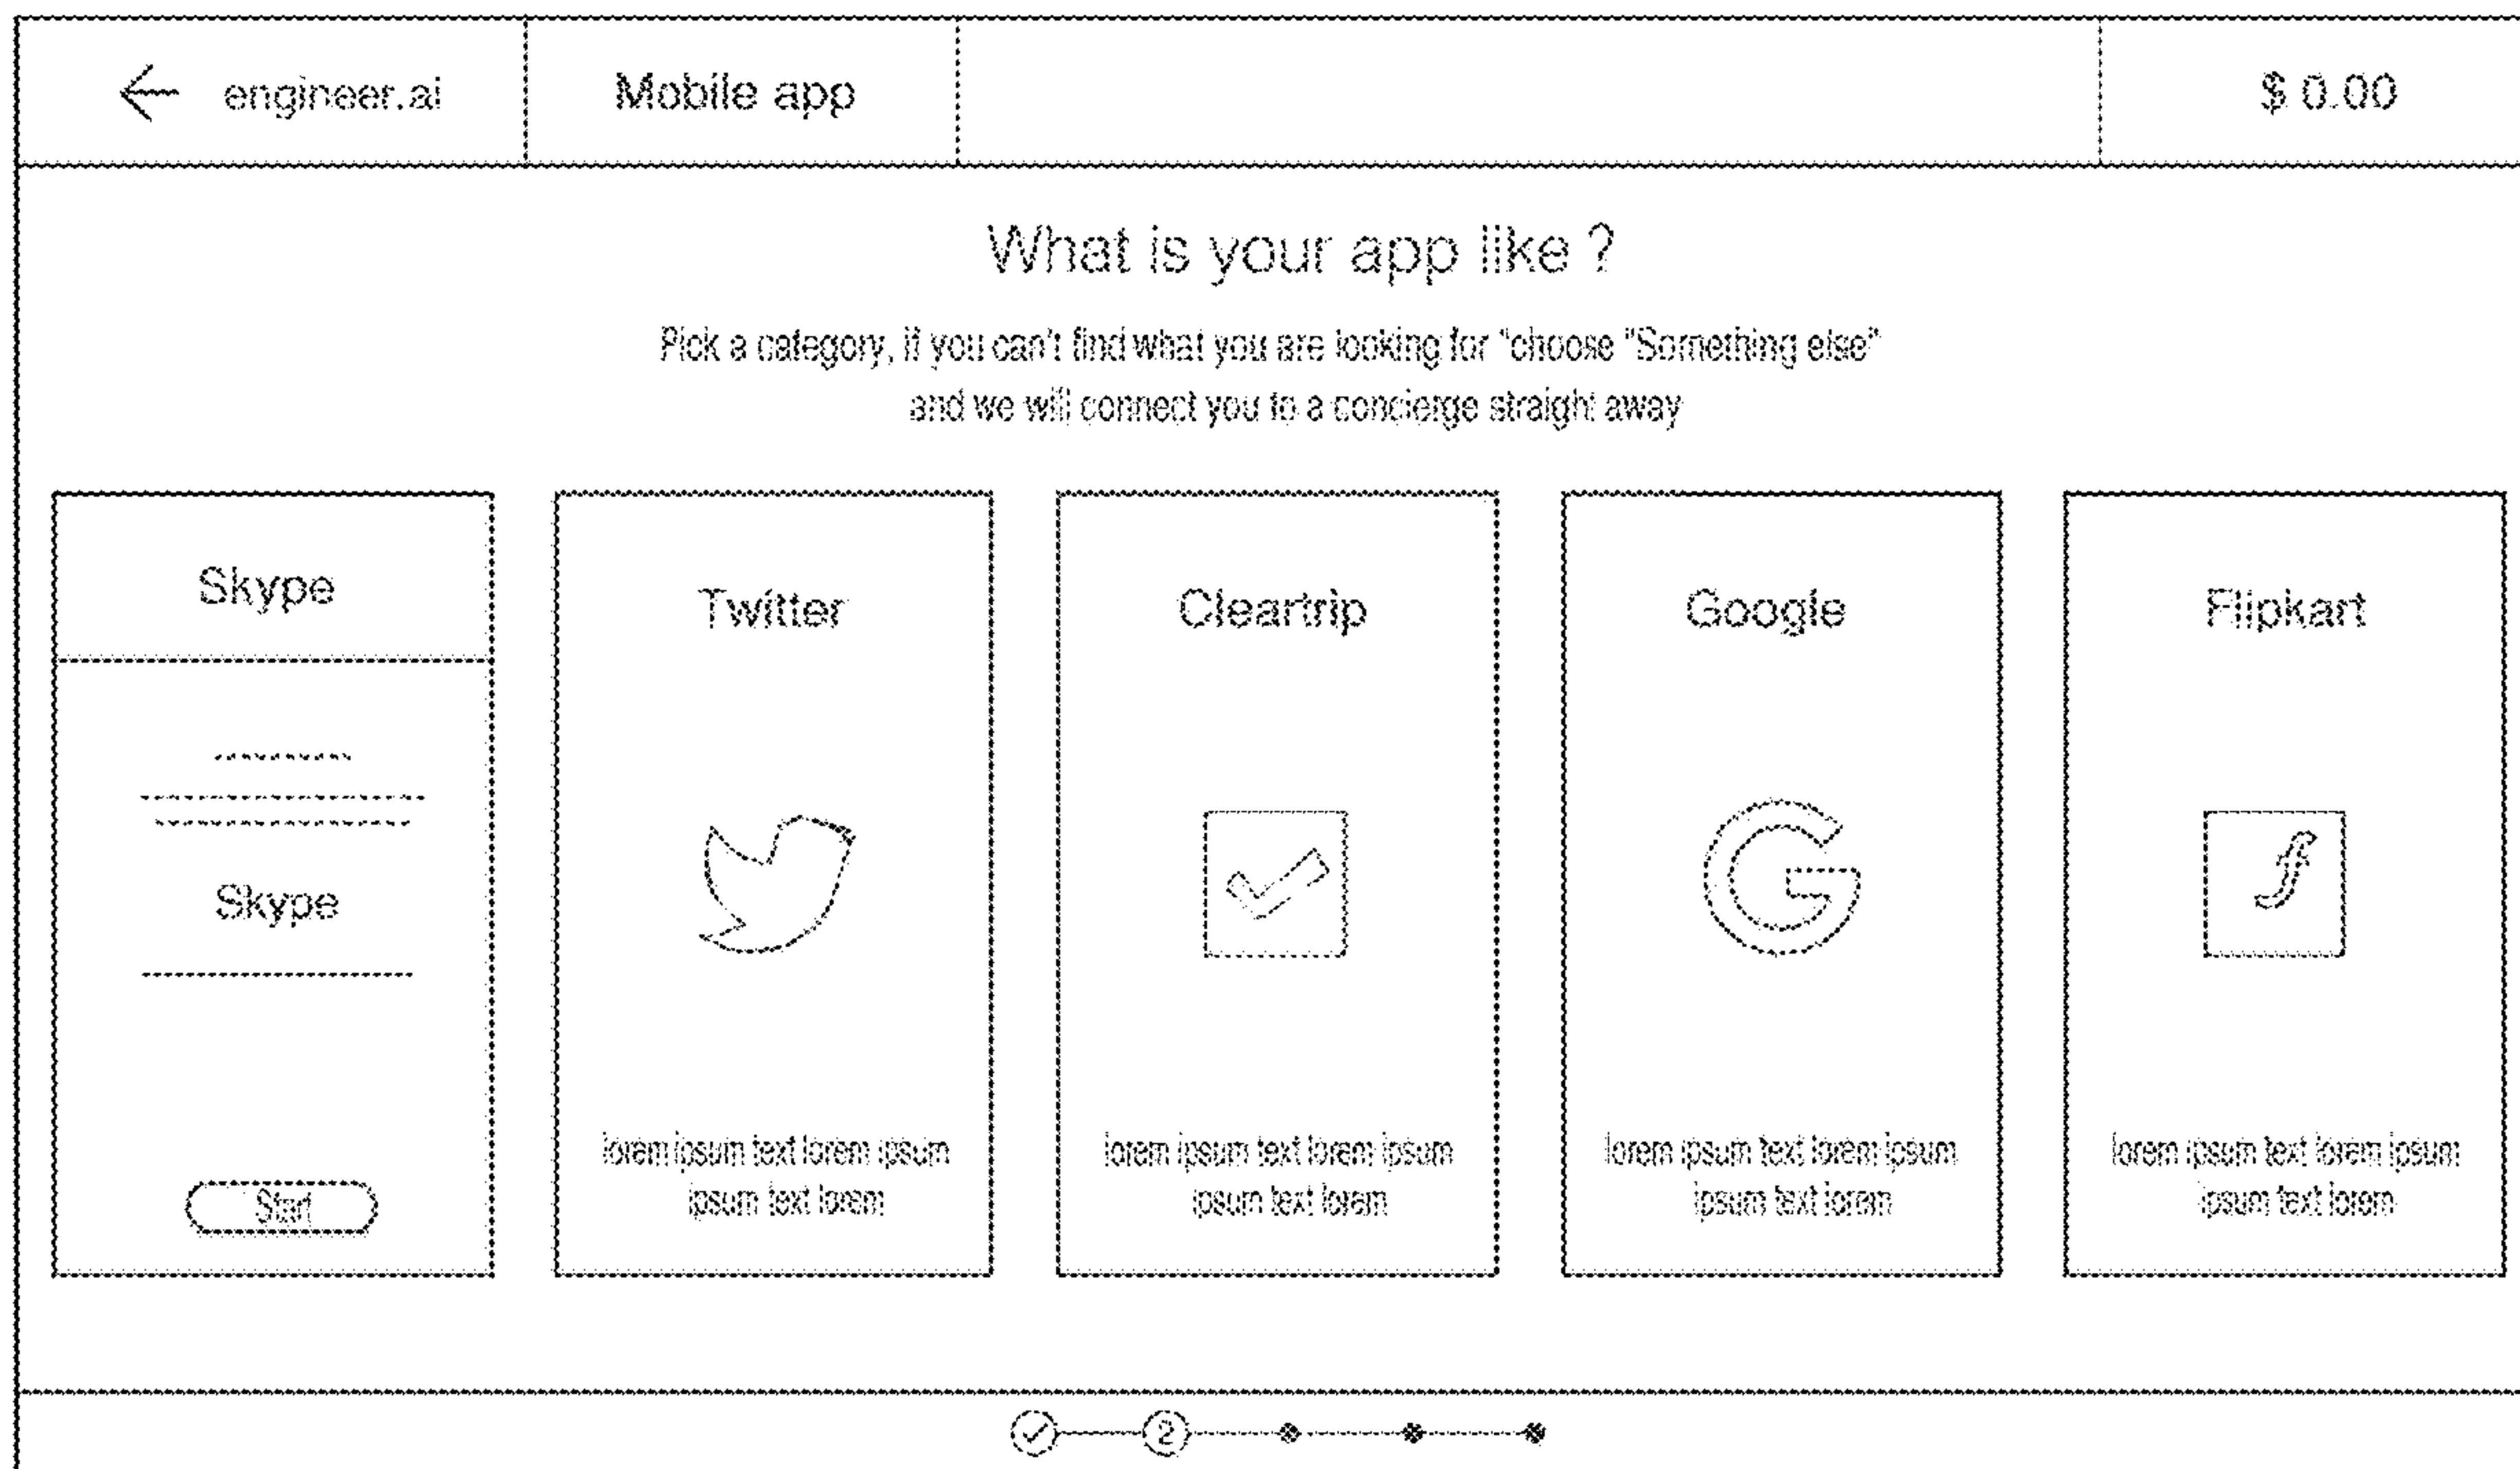 engineer.ai
Mobile app
$ 0.00
What is your app like ?
Pick a category, if you can't find what you are looking for "choose "Something else"
and we will connect you to a concierge straight away
Skype
Skype
Start
Twitter
lorem ipsum text lorem ipsum
ipsum text lorem
Cleartrip
lorem ipsum text lorem ipsum
ipsum text lorem
Google
lorem ipsum text lorem ipsum
ipsum text lorem
Flipkart
f
lorem ipsum text lorem ipsum
ipsum text lorem
2